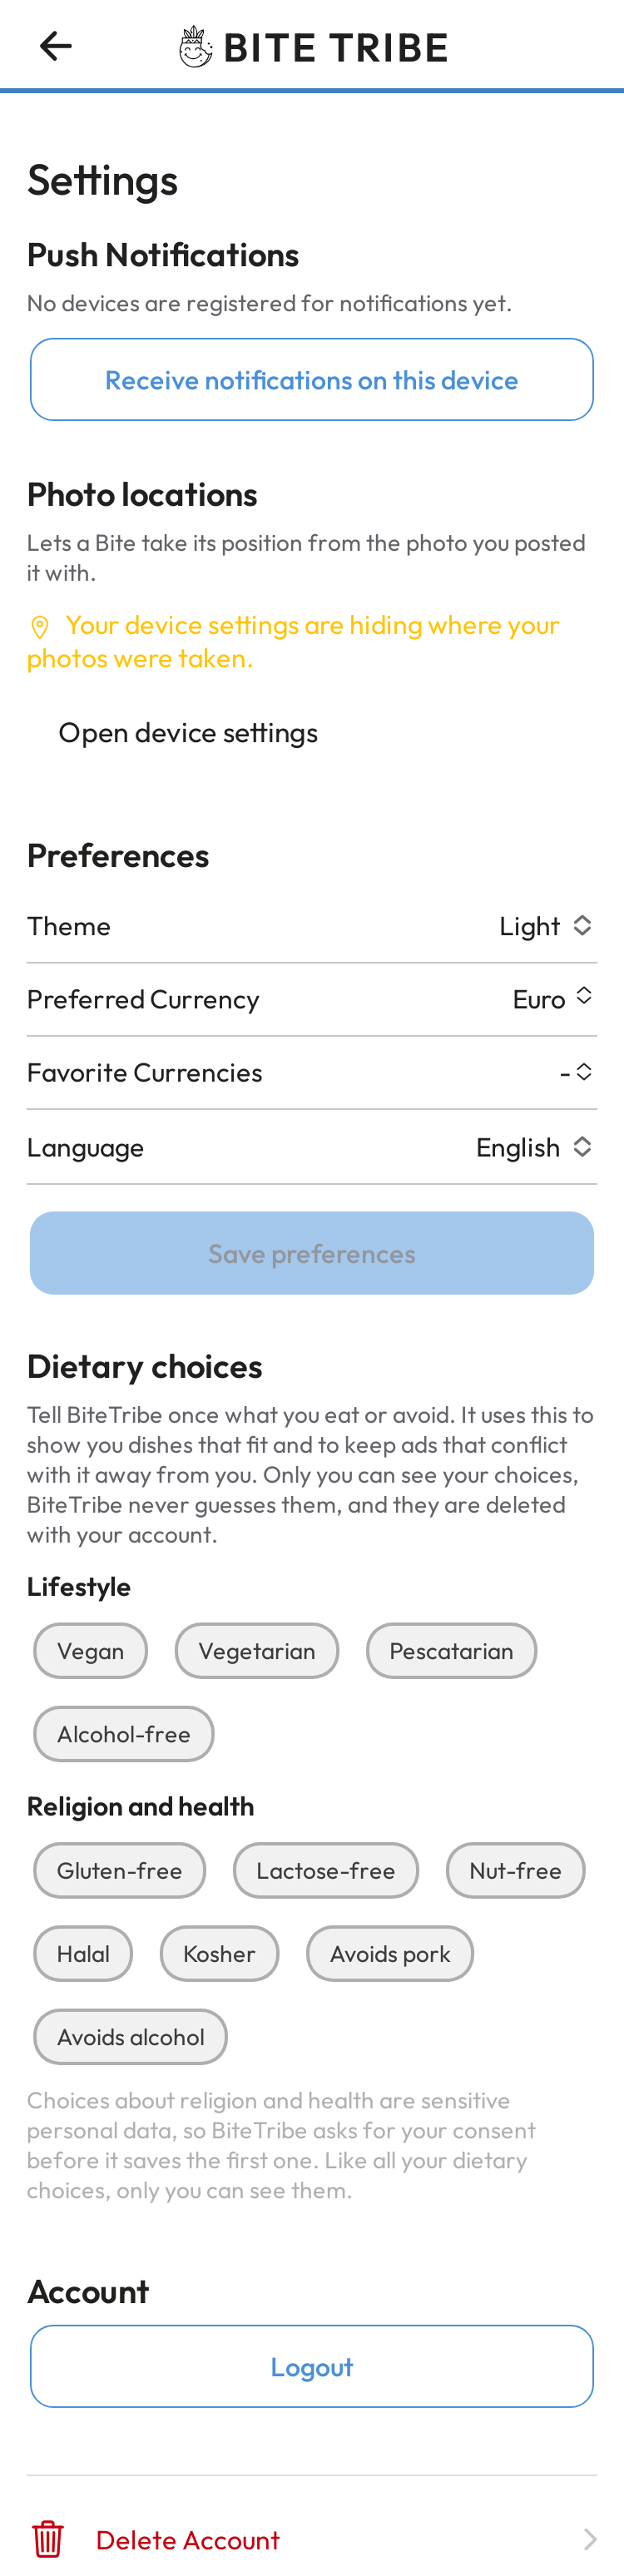 BITE TRIBE
Settings
Push Notifications
No devices are registered for notifications yet.
Receive notifications on this device
Photo locations
Lets a Bite take its position from the photo you posted
it with.
Your device settings are hiding where your
photos were taken.
Open device settings
Preferences
Theme Light
Preferred Currency Euro
Favorite Currencies -
Language English
Save preferences
Dietary choices
Tell BiteTribe once what you eat or avoid. It uses this to
show you dishes that fit and to keep ads that conflict
with it away from you. Only you can see your choices,
BiteTribe never guesses them, and they are deleted
with your account.
Lifestyle
Vegan Vegetarian Pescatarian
Alcohol-free
Religion and health
Gluten-free Lactose-free Nut-free
Halal Kosher Avoids pork
Avoids alcohol
Choices about religion and health are sensitive
personal data, so BiteTribe asks for your consent
before it saves the first one. Like all your dietary
choices, only you can see them.
Account
Logout
Delete Account